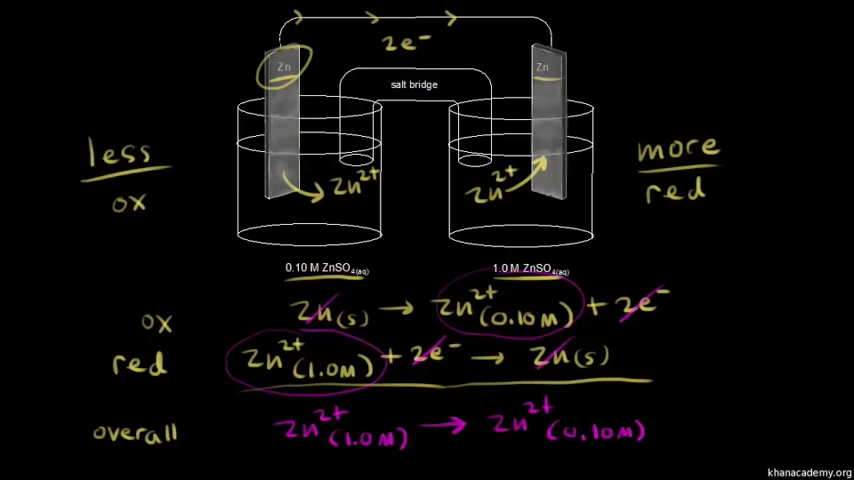 2e⁻
Zn
Zn
salt bridge
less
ox
Zn²⁺
Zn²⁺
more
red
0.10 M ZnSO₄(aq)
1.0 M ZnSO₄(aq)
ox Zn(s) → Zn²⁺(0.10M) + 2e⁻
red Zn²⁺(1.0M) + 2e⁻ → Zn(s)
overall Zn²⁺(1.0M) → Zn²⁺(0.10M)
khanacademy.org